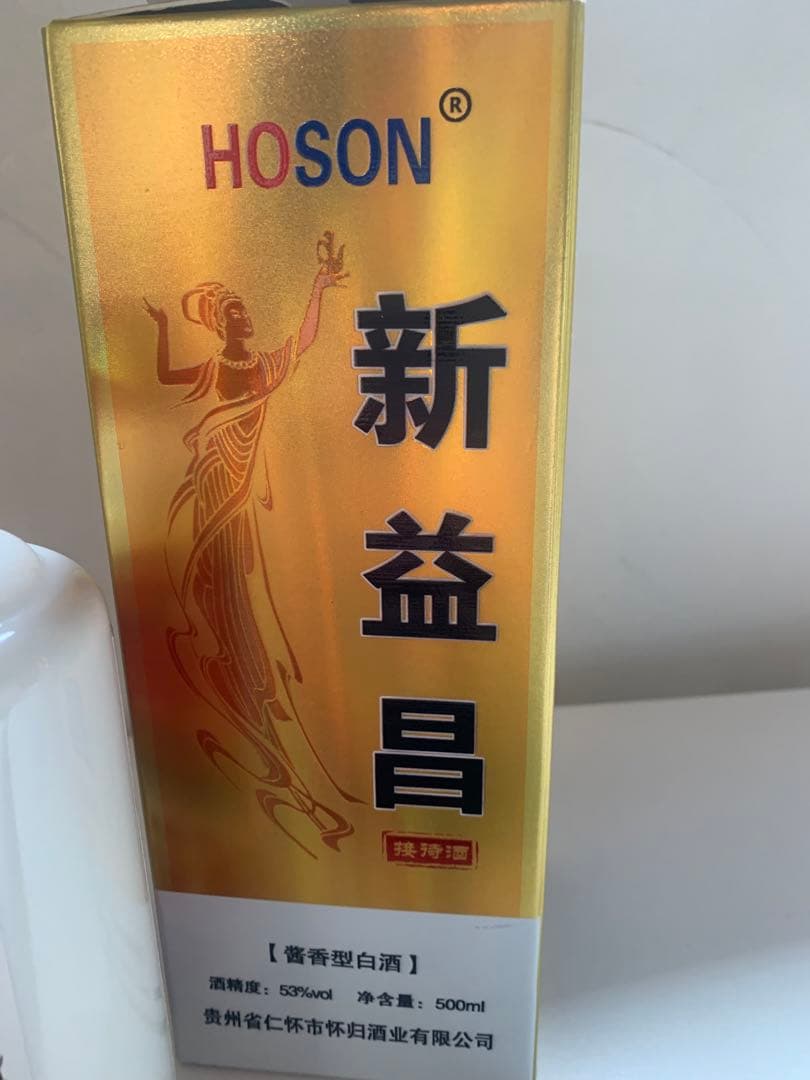 HOSON®
新益昌
接待酒
【酱香型白酒】
酒精度：53%vol 净含量：500ml
贵州省仁怀市怀归酒业有限公司